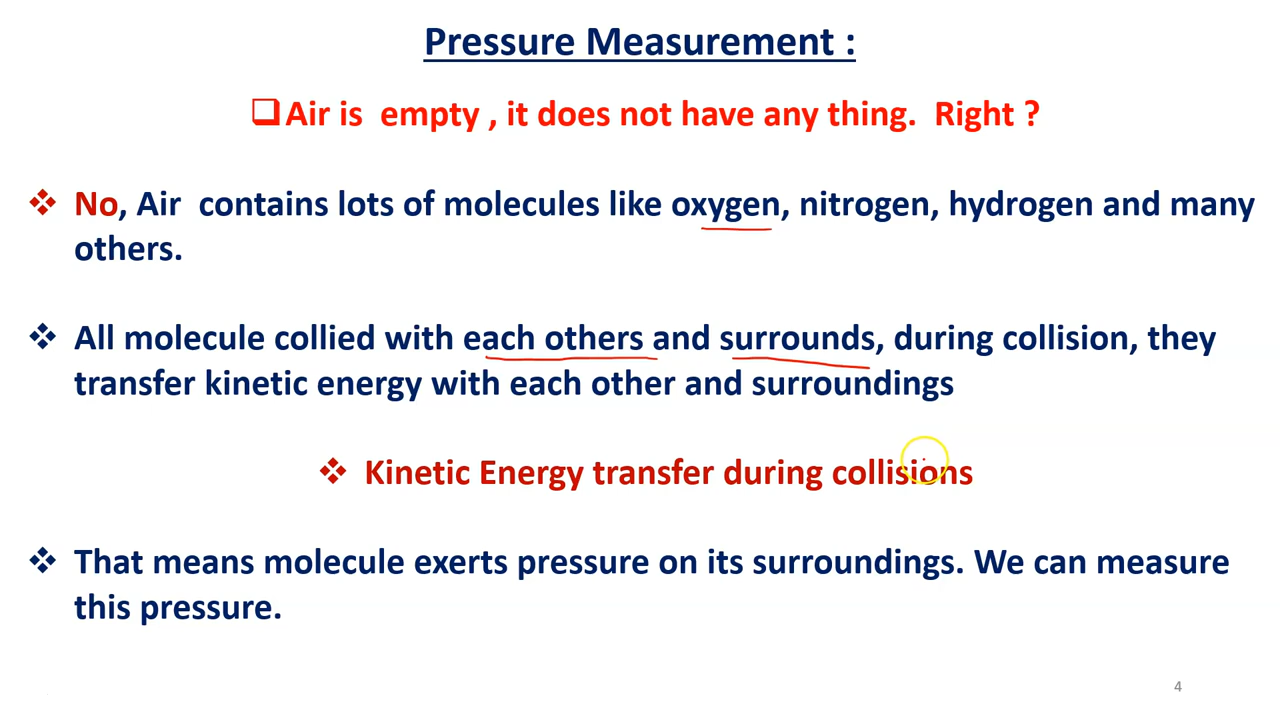 Pressure Measurement :
❑Air is empty , it does not have any thing. Right ?
❖ No, Air contains lots of molecules like oxygen, nitrogen, hydrogen and many
others.
❖ All molecule collied with each others and surrounds, during collision, they
transfer kinetic energy with each other and surroundings
❖ Kinetic Energy transfer during collisions
❖ That means molecule exerts pressure on its surroundings. We can measure
this pressure.
4